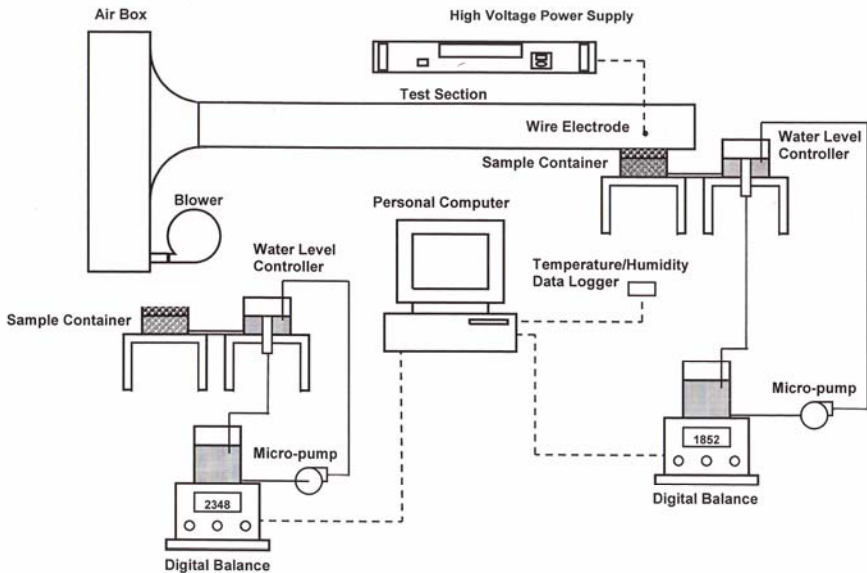 Air Box
High Voltage Power Supply
Test Section
Wire Electrode
Water Level
Controller
Sample Container
Blower
Personal Computer
Water Level
Controller
Temperature/Humidity
Data Logger
Sample Container
Micro-pump
1852
Digital Balance
Micro-pump
2348
Digital Balance